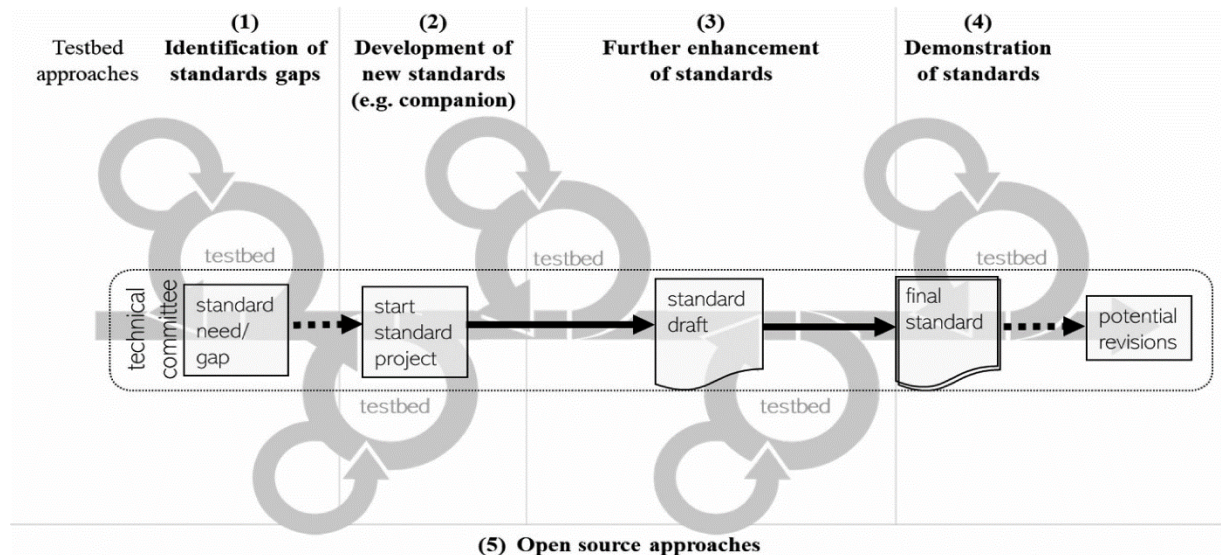 Testbed
approaches
(1)
Identification of
standards gaps
(2)
Development of
new standards
(e.g. companion)
(3)
Further enhancement
of standards
(4)
Demonstration
of standards
testbed
testbed
testbed
technical
committee
standard
need/
gap
start
standard
project
standard
draft
final
standard
potential
revisions
testbed
testbed
(5) Open source approaches